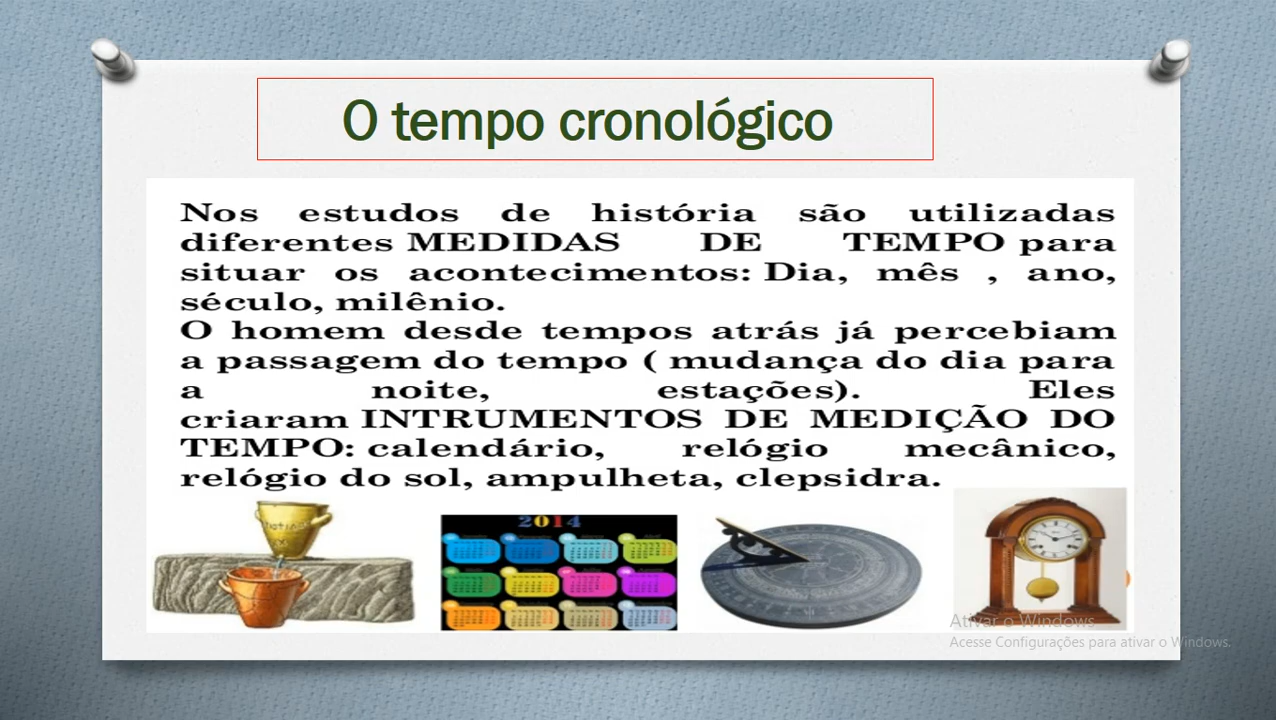 O tempo cronológico
Nos estudos de história são utilizadas
diferentes MEDIDAS DE TEMPO para
situar os acontecimentos: Dia, mês , ano,
século, milênio.
O homem desde tempos atrás já percebiam
a passagem do tempo ( mudança do dia para
a noite, estações). Eles
criaram INTRUMENTOS DE MEDIÇÃO DO
TEMPO: calendário, relógio mecânico,
relógio do sol, ampulheta, clepsidra.
2014
Ativar o Windows
Acesse Configurações para ativar o Windows.